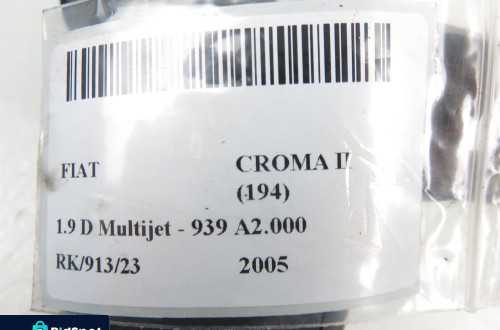 FIAT CROMA II
(194)
1.9 D Multijet - 939 A2.000
RK/913/23 2005